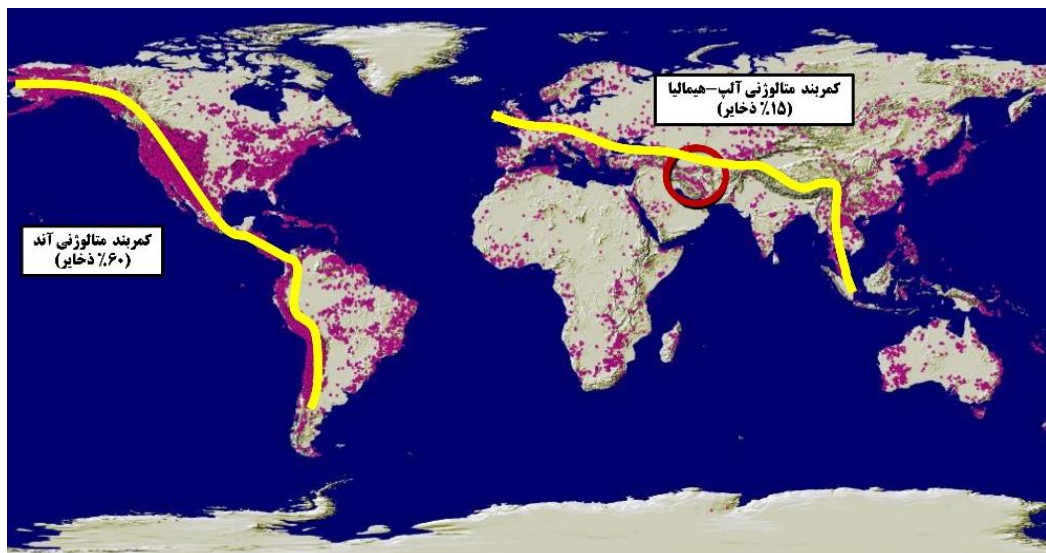 کمربند متالوژنی آلپ-هیمالیا
(۱۵٪ ذخایر)
کمربند متالوژنی آند
(۶۰٪ ذخایر)